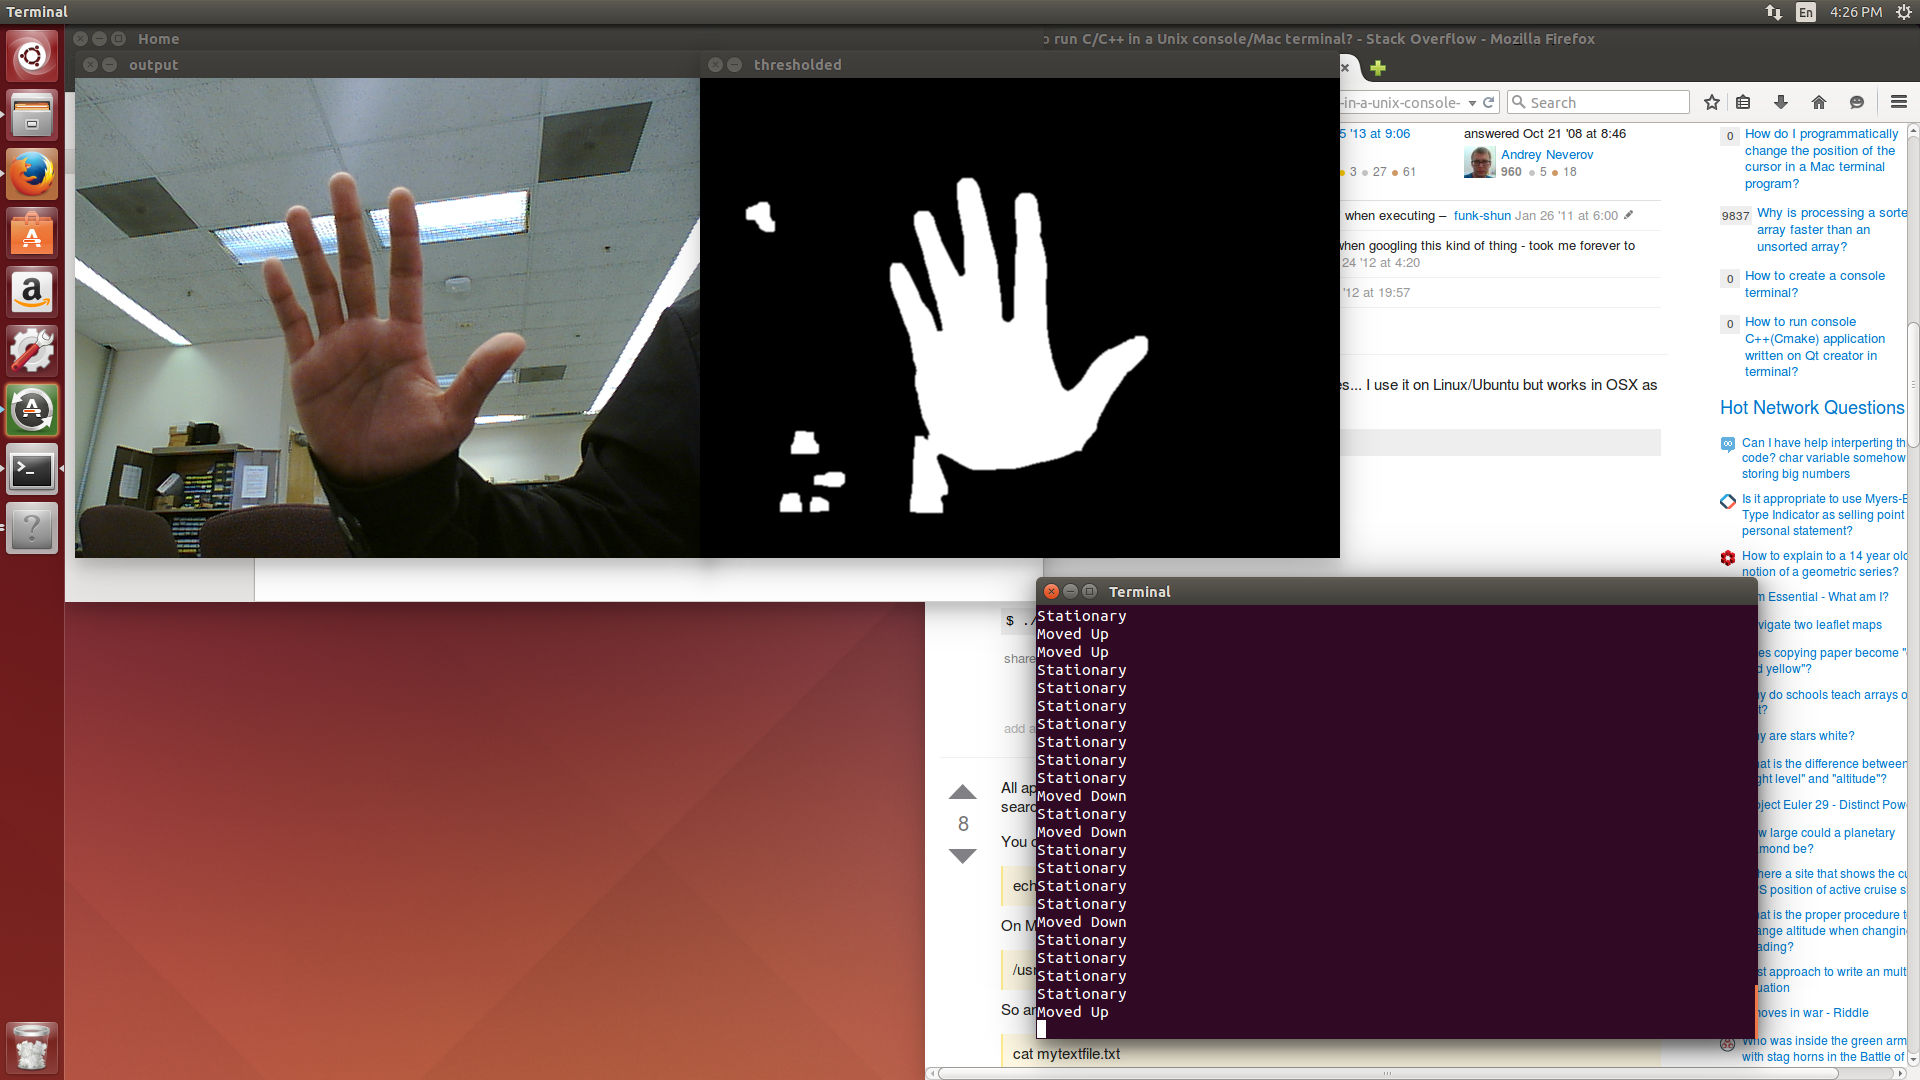 Terminal
En
4:26 PM
Home
run C/C++ in a Unix console/Mac terminal? - Stack Overflow - Mozilla Firefox
output
thresholded
-in-a-unix-console-
Search
5 '13 at 9:06
3 27 61
answered Oct 21 '08 at 8:46
Andrey Neverov
960 5 18
when executing – funk-shun Jan 26 '11 at 6:00
when googling this kind of thing - took me forever to
24 '12 at 4:20
'12 at 19:57
es... I use it on Linux/Ubuntu but works in OSX as
0 How do I programmatically
change the position of the
cursor in a Mac terminal
program?
9837 Why is processing a sorte
array faster than an
unsorted array?
0 How to create a console
terminal?
0 How to run console
C++(Cmake) application
written on Qt creator in
terminal?
Hot Network Questions
Can I have help interperting th
code? char variable somehow
storing big numbers
Is it appropriate to use Myers-B
Type Indicator as selling point
personal statement?
How to explain to a 14 year old
notion of a geometric series?
m Essential - What am I?
vigate two leaflet maps
es copying paper become "
d yellow"?
y do schools teach arrays o
t?
y are stars white?
at is the difference between
ght level" and "altitude"?
oject Euler 29 - Distinct Pow
w large could a planetary
amond be?
here a site that shows the cu
PS position of active cruise s
at is the proper procedure t
ange altitude when changing
ading?
st approach to write an mult
uation
moves in war - Riddle
Who was inside the green arm
with stag horns in the Battle of
$ ./
share
add a
8
All ap
searc
You c
ech
On M
/usr
So an
cat mytextfile.txt
Terminal
Stationary
Moved Up
Moved Up
Stationary
Stationary
Stationary
Stationary
Stationary
Stationary
Stationary
Moved Down
Stationary
Moved Down
Stationary
Stationary
Stationary
Stationary
Moved Down
Stationary
Stationary
Stationary
Stationary
Moved Up